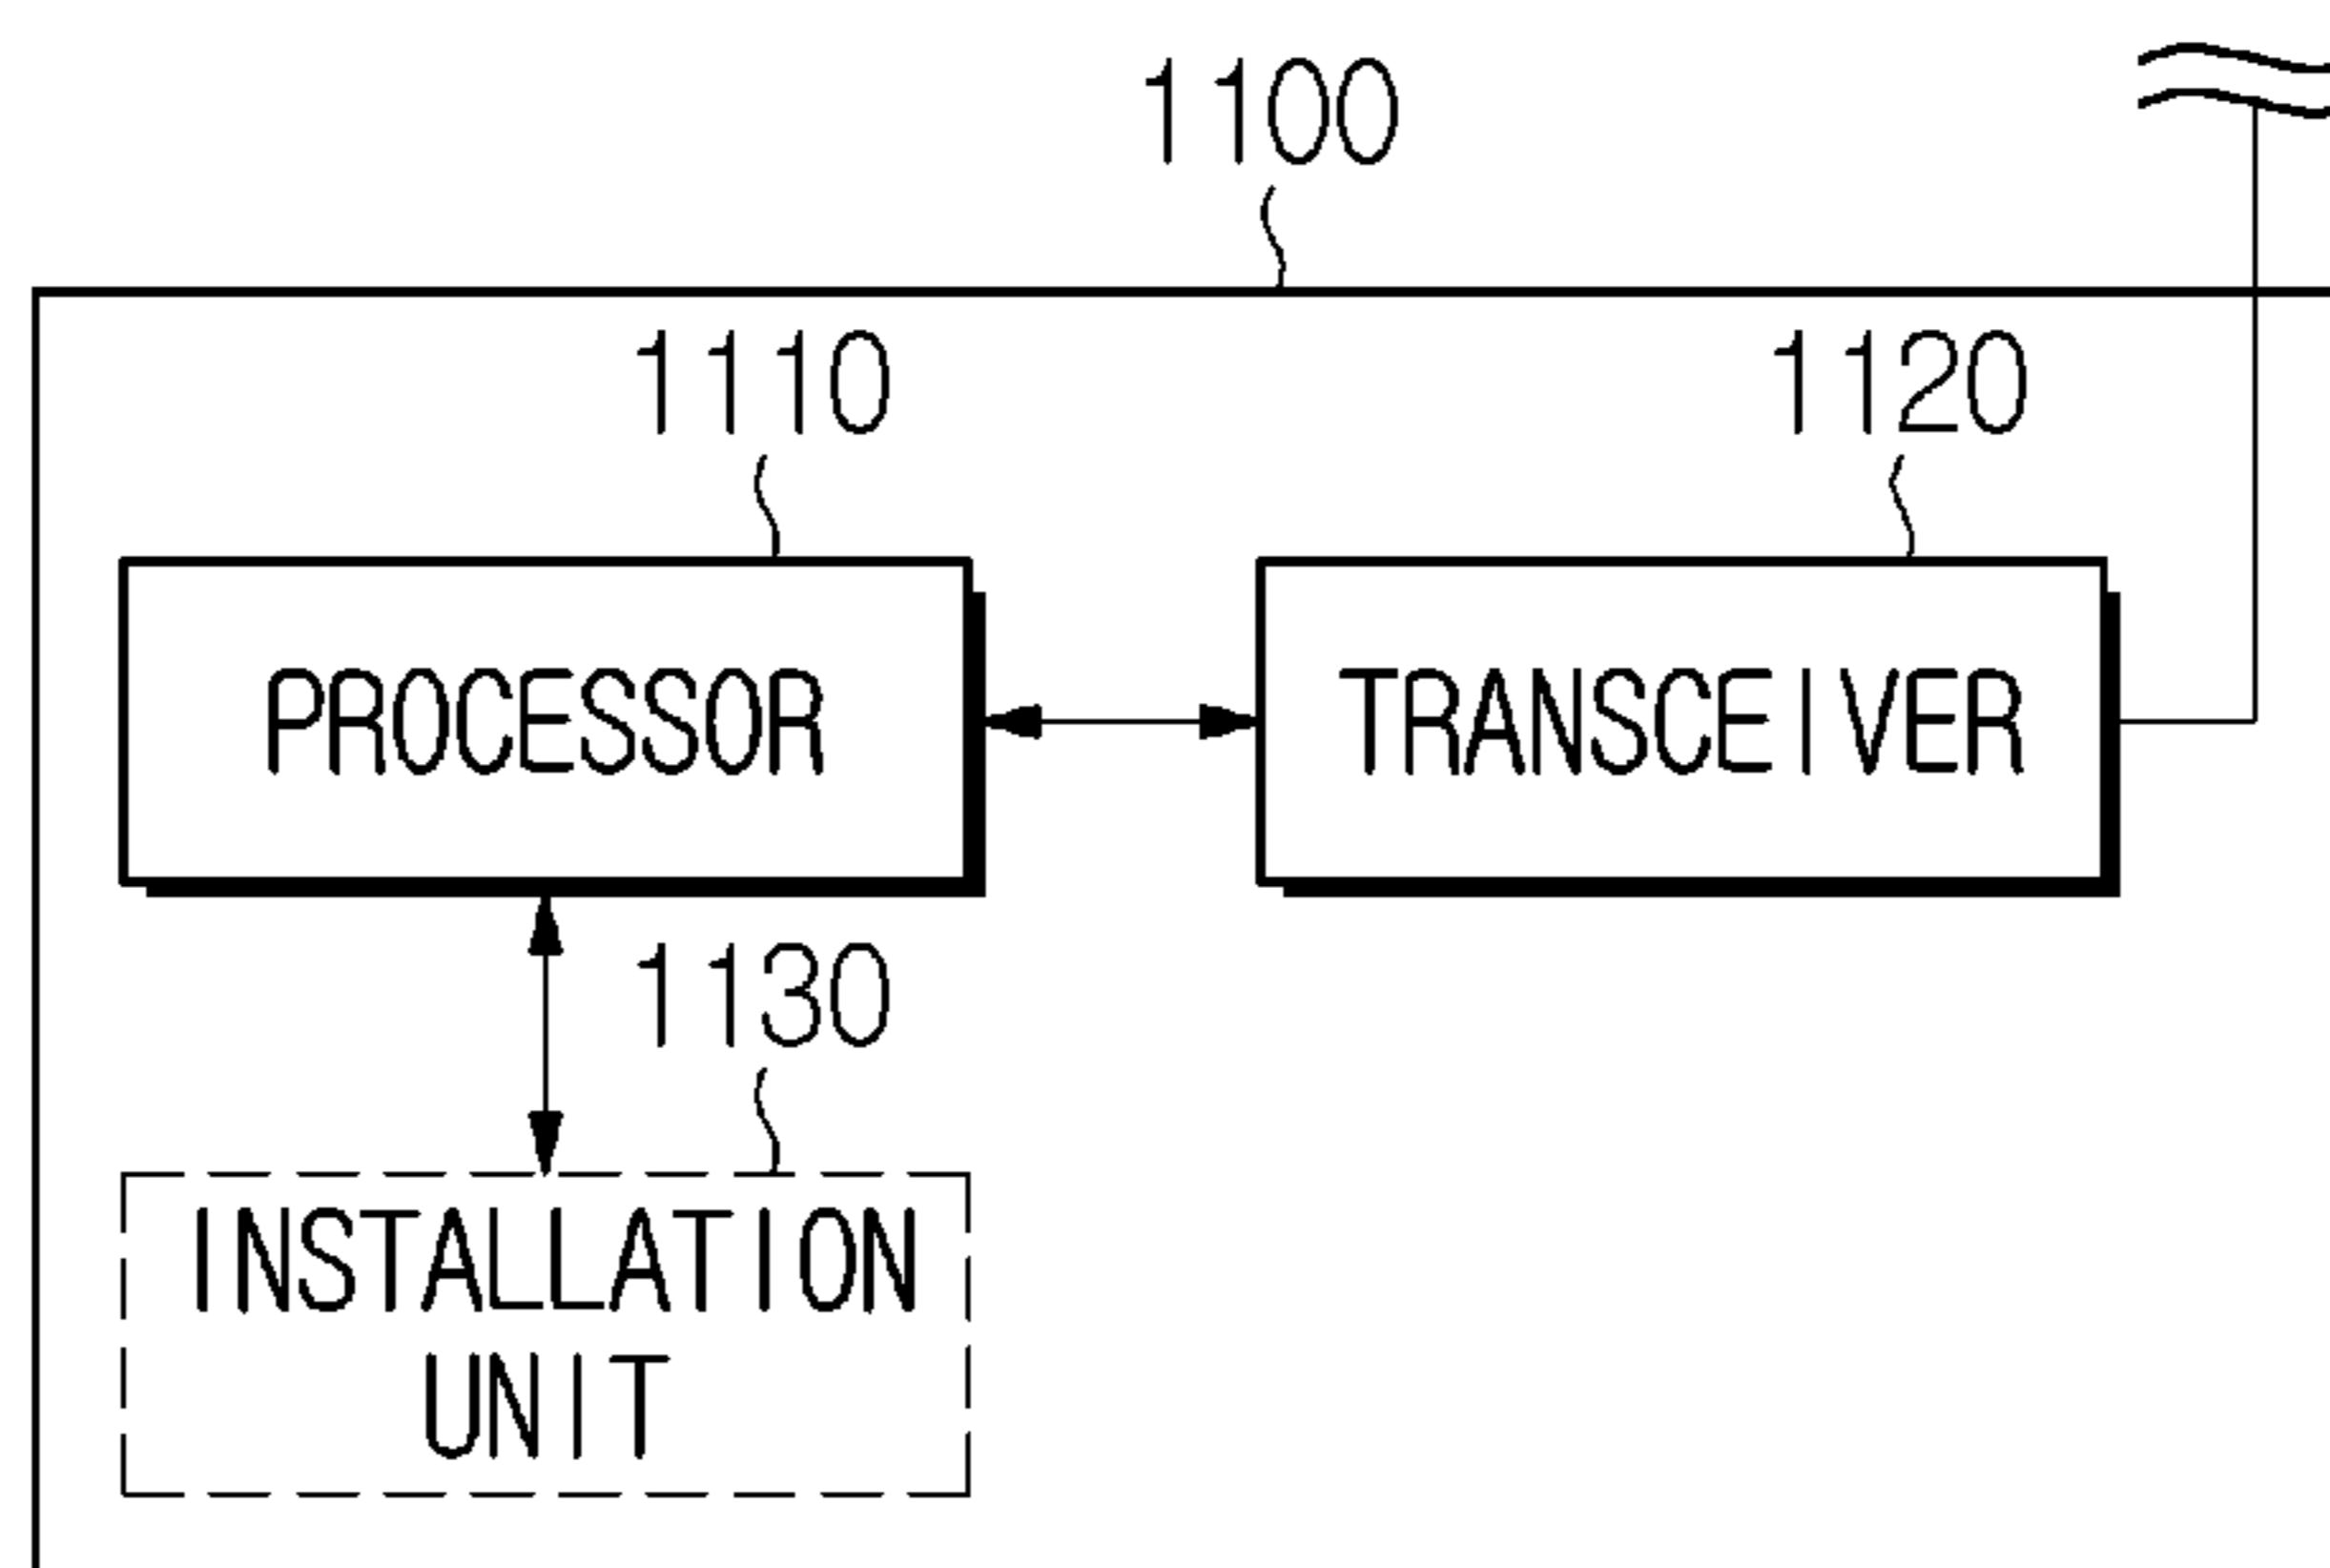 1100
1110
1120
PROCESSOR
TRANSCEIVER
1130
INSTALLATION
UNIT